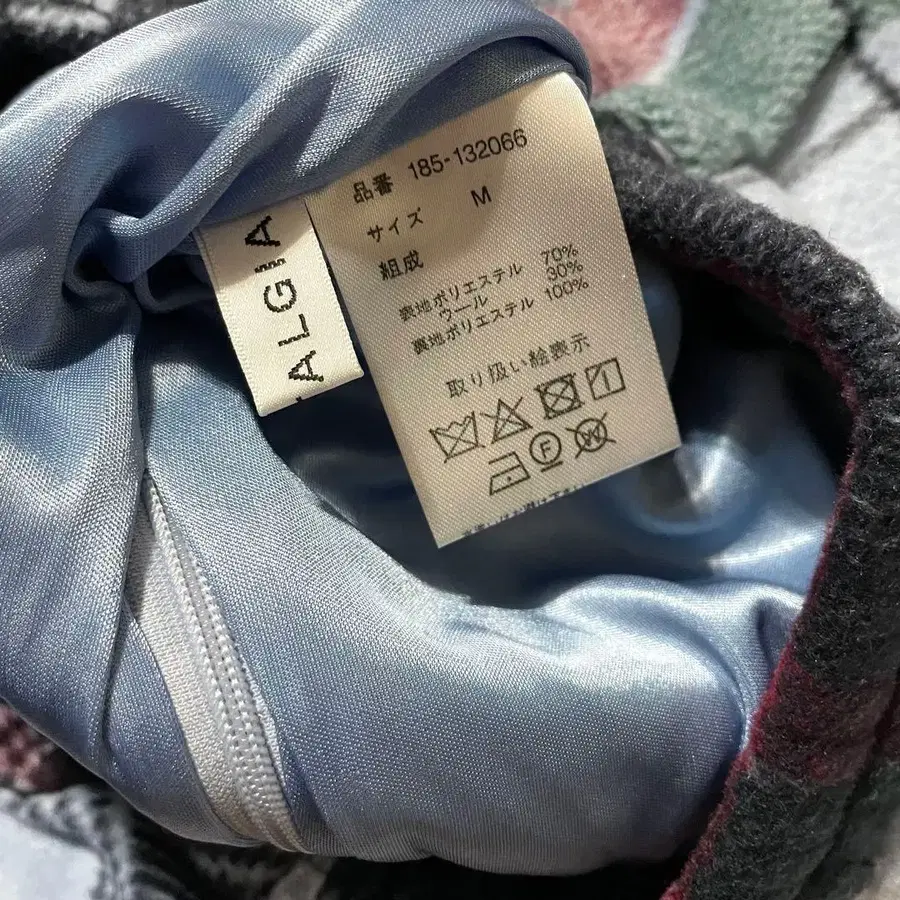 品番 185-132066
サイズ M
組成
表地ポリエステル 70%
ウール 30%
裏地ポリエステル 100%
取り扱い絵表示
F W
ALGIA